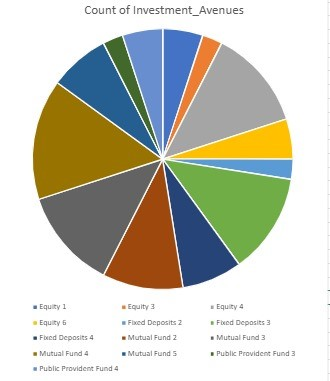 Count of Investment_Avenues
Equity 1 Equity 3 Equity 4
Equity 6 Fixed Deposits 2 Fixed Deposits 3
Fixed Deposits 4 Mutual Fund 2 Mutual Fund 3
Mutual Fund 4 Mutual Fund 5 Public Provident Fund 3
Public Provident Fund 4